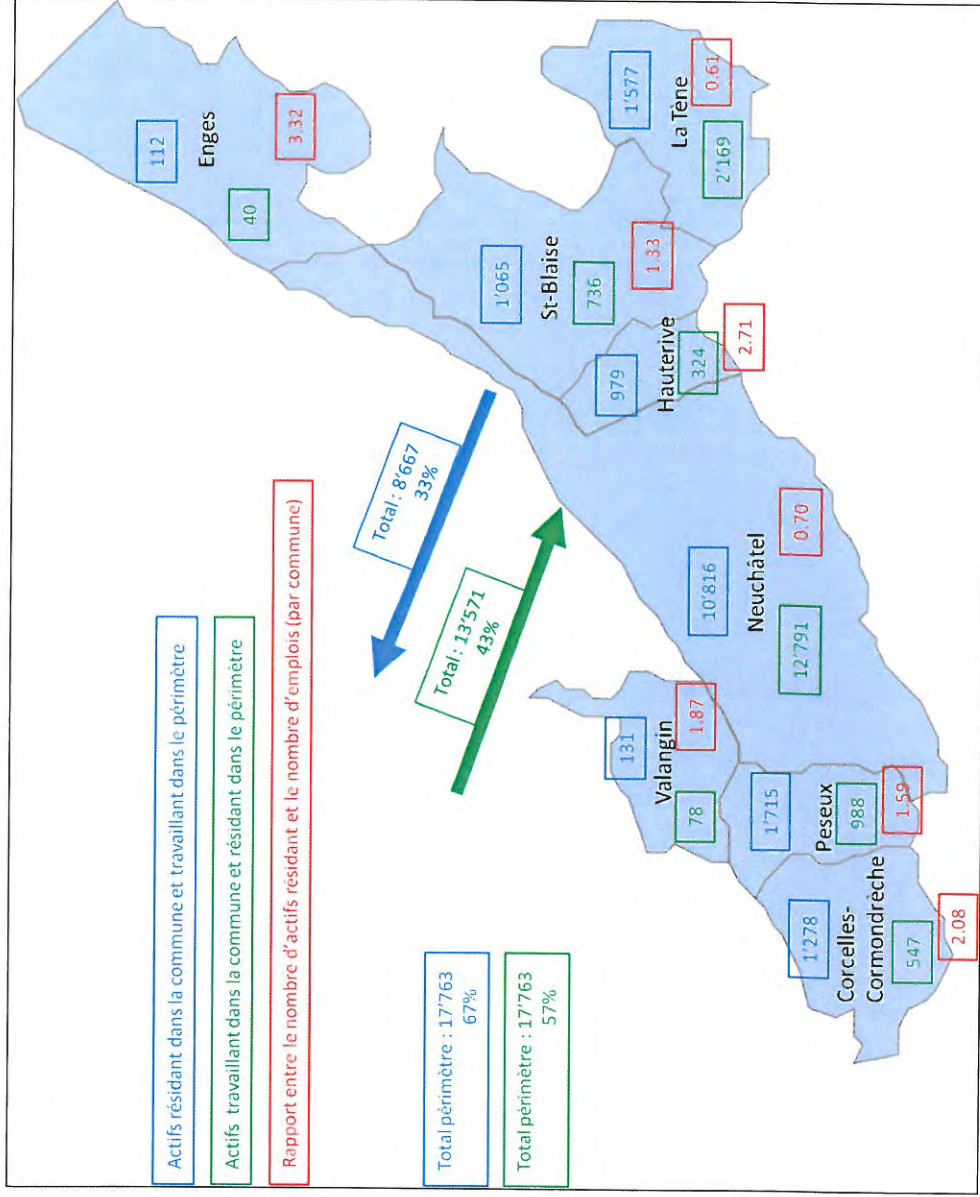 Actifs résidant dans la commune et travaillant dans le périmètre
Actifs travaillant dans la commune et résidant dans le périmètre
Rapport entre le nombre d'actifs résidant et le nombre d'emplois (par commune)
Total périmètre : 17'763
67%
Total périmètre : 17'763
57%
Total : 8'667
33%
Total : 13'571
43%
112
Enges
40
3.32
1'577
La Tène
0.61
2'169
1'065
St-Blaise
736
1.33
979
Hauterive
324
2.71
10'816
Neuchâtel
0.70
12'791
131
Valangin
1.87
78
1'715
Peseux
988
1.59
1'278
Corcelles-
Cormondrèche
547
2.08